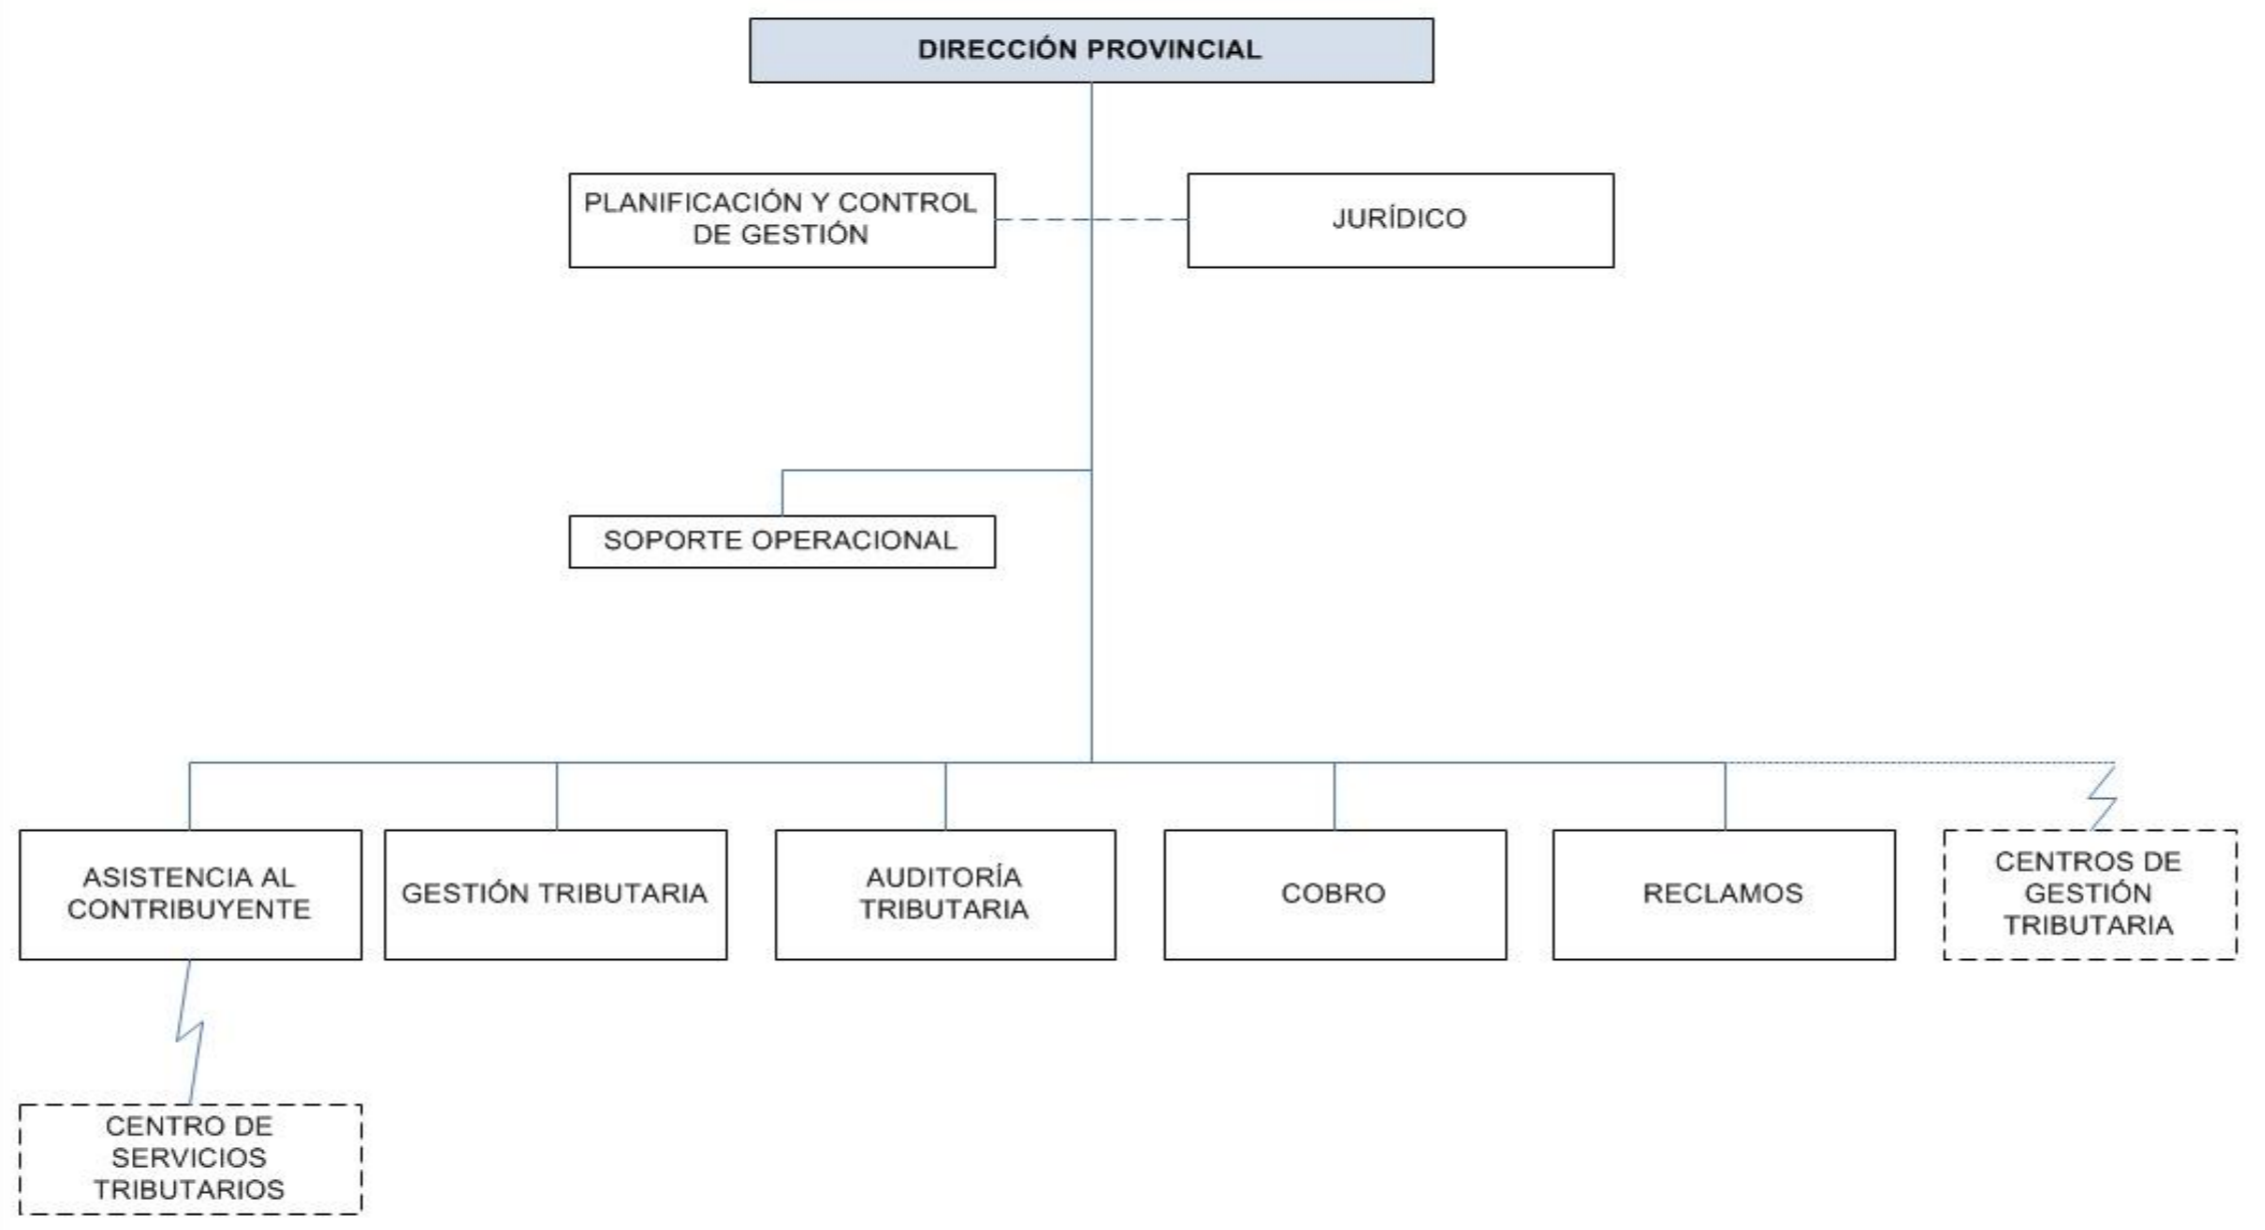 DIRECCIÓN PROVINCIAL
PLANIFICACIÓN Y CONTROL
DE GESTIÓN
JURÍDICO
SOPORTE OPERACIONAL
ASISTENCIA AL
CONTRIBUYENTE
GESTIÓN TRIBUTARIA
AUDITORÍA
TRIBUTARIA
COBRO
RECLAMOS
CENTROS DE
GESTIÓN
TRIBUTARIA
CENTRO DE
SERVICIOS
TRIBUTARIOS